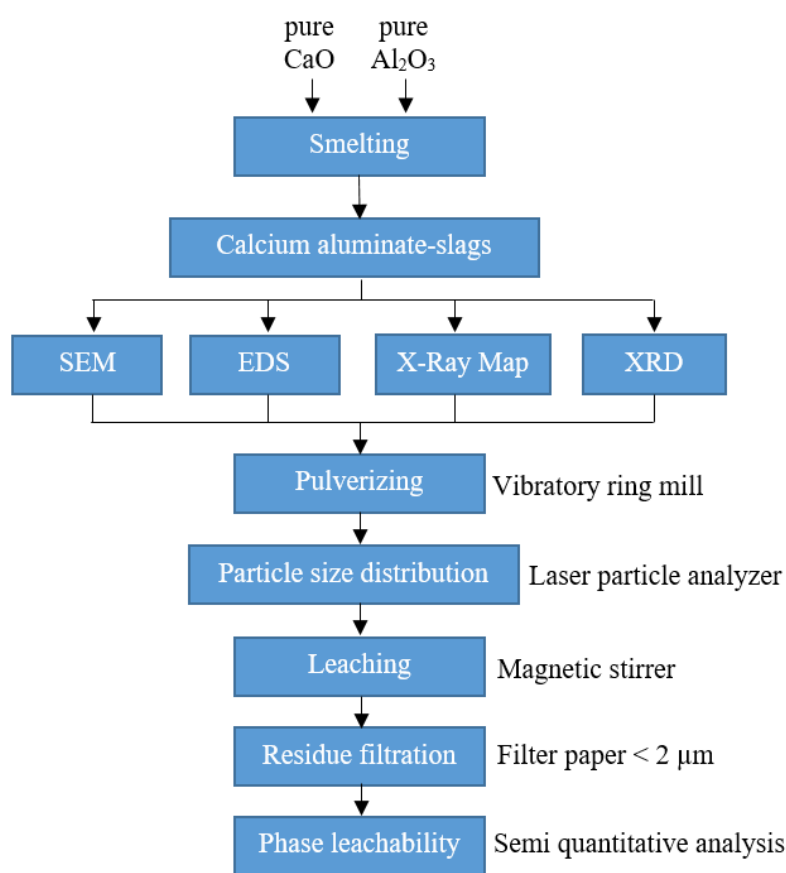 pure pure
CaO Al₂O₃
Smelting
Calcium aluminate-slags
SEM EDS X-Ray Map XRD
Pulverizing Vibratory ring mill
Particle size distribution Laser particle analyzer
Leaching Magnetic stirrer
Residue filtration Filter paper < 2 µm
Phase leachability Semi quantitative analysis